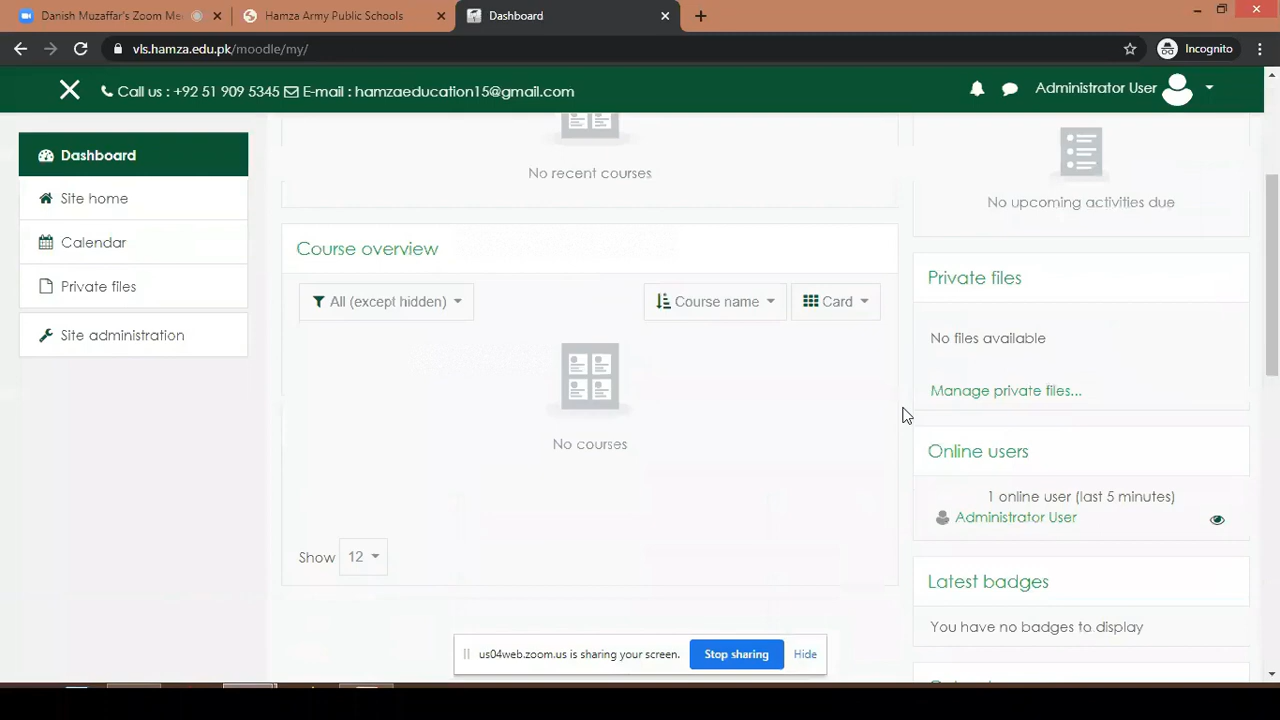 Danish Muzaffar's Zoom Me
Hamza Army Public Schools
Dashboard
vls.hamza.edu.pk/moodle/my/
Incognito
Call us : +92 51 909 5345 E-mail : hamzaeducation15@gmail.com
Administrator User
Dashboard
Site home
Calendar
Private files
Site administration
No recent courses
Course overview
All (except hidden)
Course name
Card
No courses
Show 12
No upcoming activities due
Private files
No files available
Manage private files...
Online users
1 online user (last 5 minutes)
Administrator User
Latest badges
You have no badges to display
us04web.zoom.us is sharing your screen.
Stop sharing
Hide